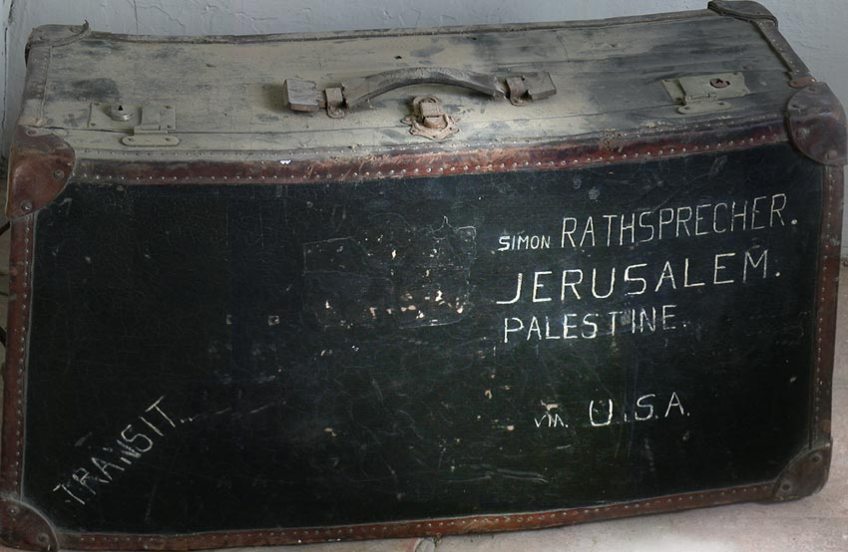 SIMON RATHSPRECHER.
JERUSALEM.
PALESTINE.
VIA. U.S.A.
TRANSIT...